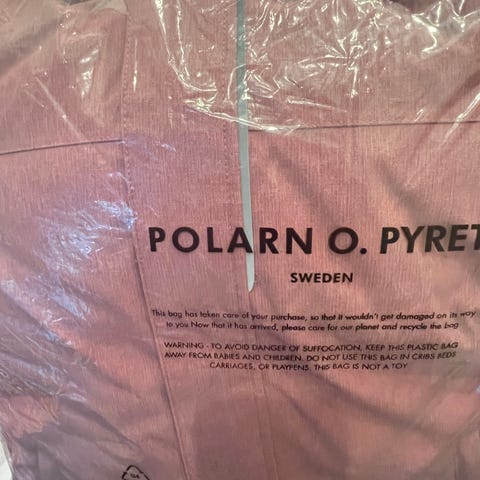 POLARN O. PYRET
SWEDEN
This bag has taken care of your purchase, so that it wouldn't get damaged on its way
to you Now that it has arrived, please care for our planet and recycle the bag
WARNING - TO AVOID DANGER OF SUFFOCATION, KEEP THIS PLASTIC BAG
AWAY FROM BABIES AND CHILDREN. DO NOT USE THIS BAG IN CRIBS BEDS
CARRIAGES, OR PLAYPENS. THIS BAG IS NOT A TOY